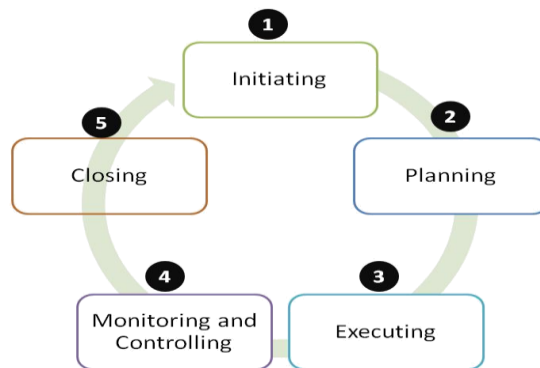 1
Initiating
2
Planning
3
Executing
4
Monitoring and
Controlling
5
Closing